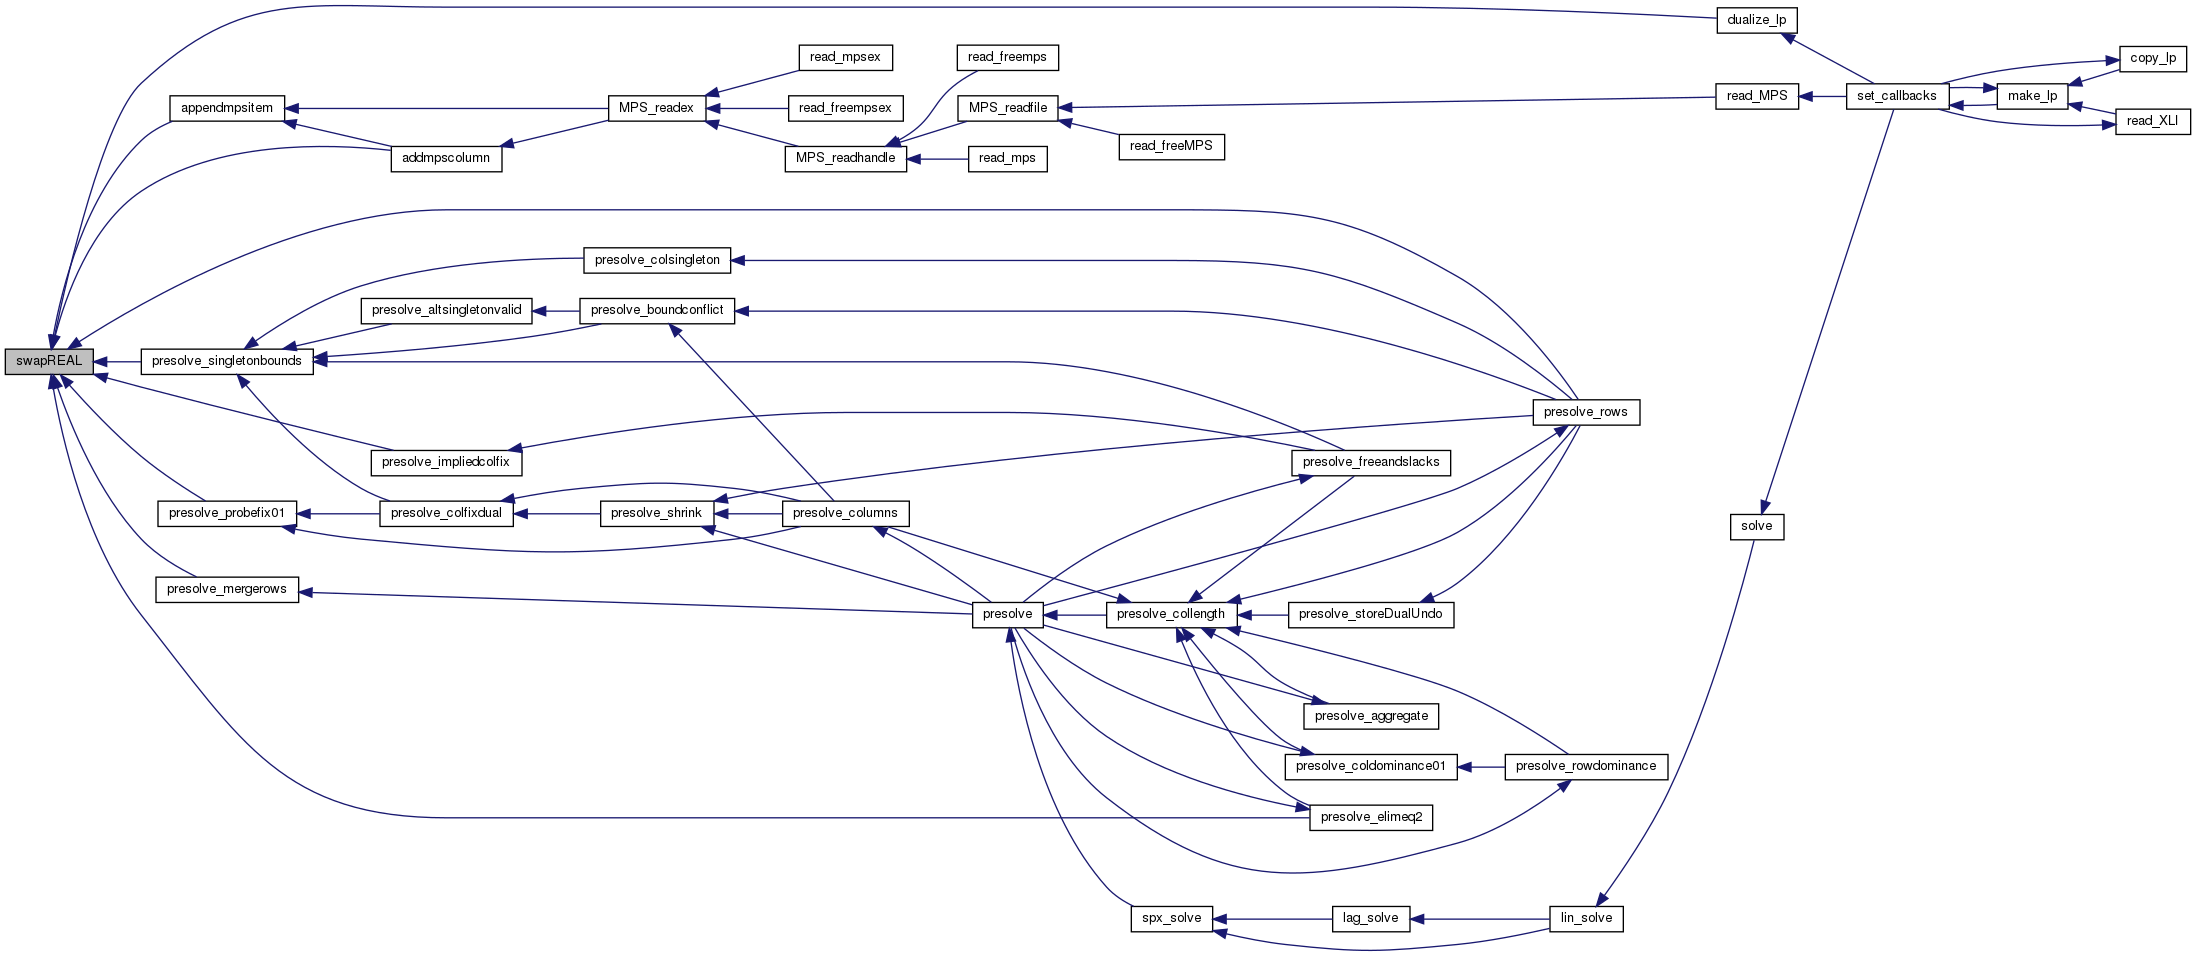 dualize_lp
read_mpsex
read_freemps
copy_lp
appendmpsitem
MPS_readex
read_freempsex
MPS_readfile
read_MPS
set_callbacks
make_lp
read_XLI
addmpscolumn
MPS_readhandle
read_mps
read_freeMPS
presolve_colsingleton
presolve_altsingletonvalid
presolve_boundconflict
swapREAL
presolve_singletonbounds
presolve_rows
presolve_impliedcolfix
presolve_freeandslacks
presolve_probefix01
presolve_colfixdual
presolve_shrink
presolve_columns
solve
presolve_mergerows
presolve
presolve_collength
presolve_storeDualUndo
presolve_aggregate
presolve_coldominance01
presolve_rowdominance
presolve_elimeq2
spx_solve
lag_solve
lin_solve